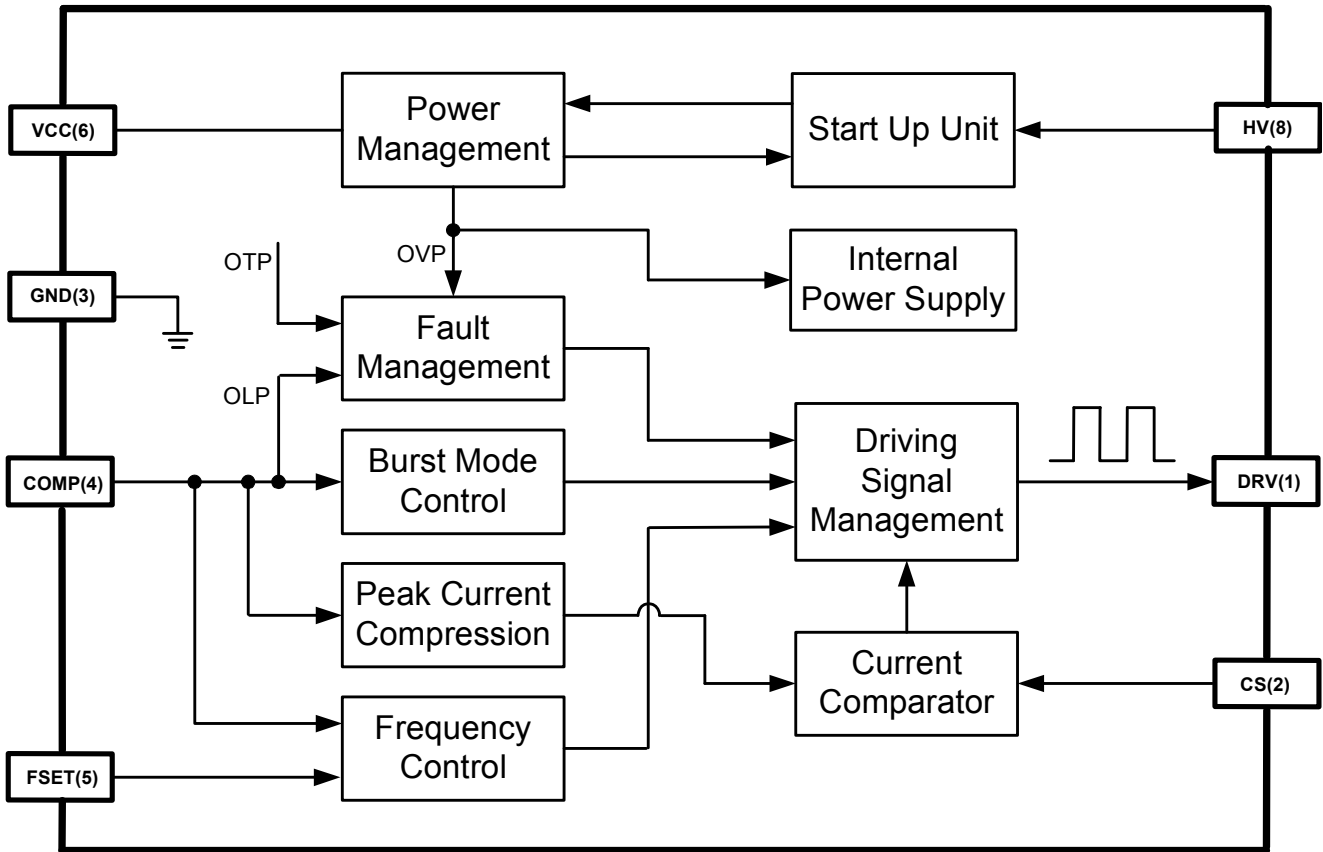 VCC(6)
Power
Management
Start Up Unit
HV(8)
OTP
OVP
Internal
Power Supply
GND(3)
Fault
Management
OLP
COMP(4)
Burst Mode
Control
Driving
Signal
Management
DRV(1)
Peak Current
Compression
Current
Comparator
CS(2)
Frequency
Control
FSET(5)